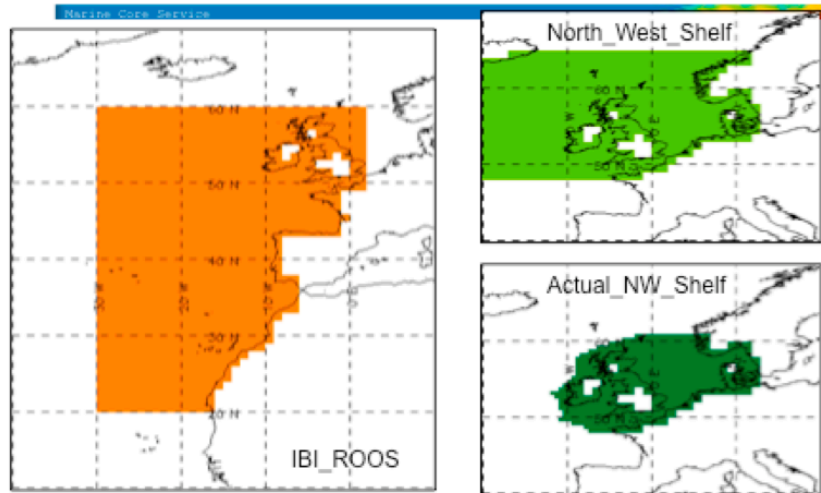 Marine Core Service
North_West_Shelf
60 N
50 N
40 N
30 N
20 N
IBI_ROOS
Actual_NW_Shelf